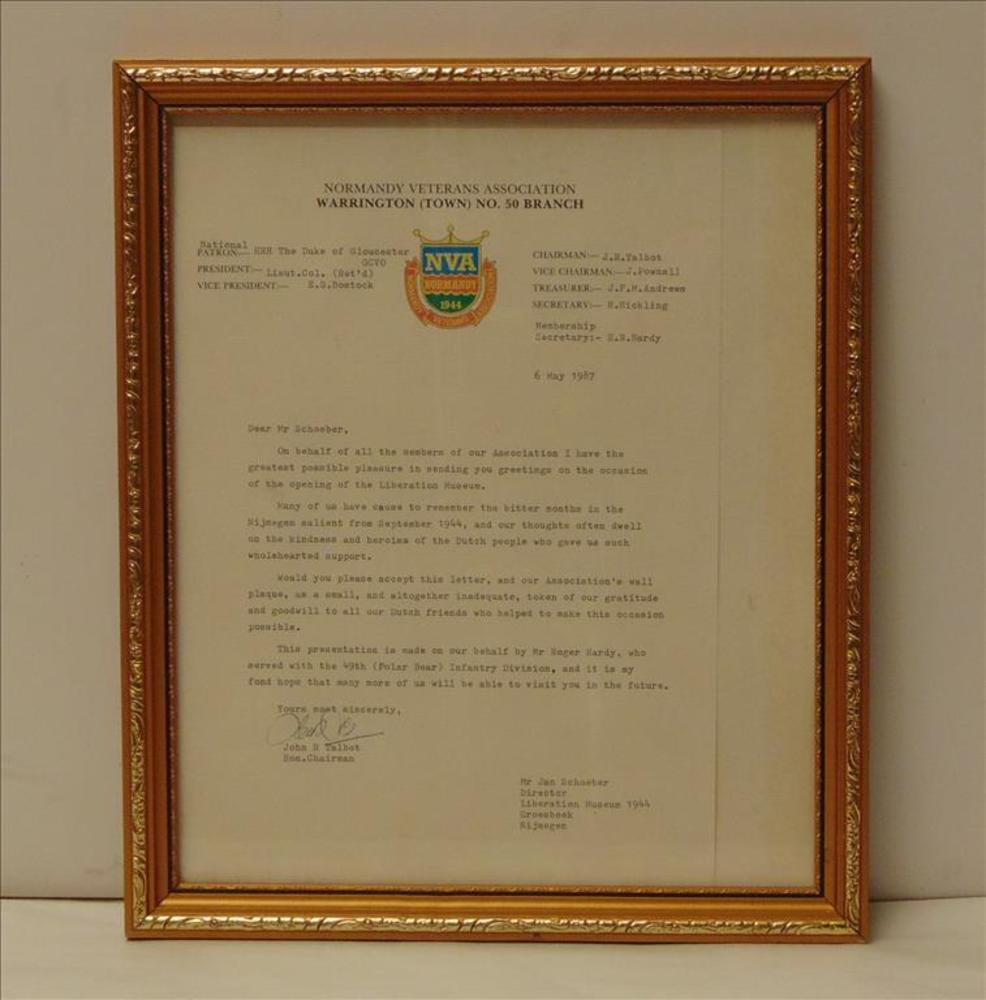 NORMANDY VETERANS ASSOCIATION
WARRINGTON (TOWN) NO. 50 BRANCH
National
PATRON:— HRH The Duke of Gloucester
GCVO
PRESIDENT:— Lieut.Col. (Ret'd)
VICE PRESIDENT:— E.G.Bostock
NVA
NORMANDY
1944
NORMANDY VETERANS ASSOCIATION
CHAIRMAN:— J.R.Talbot
VICE CHAIRMAN:— J.Pownall
TREASURER:— J.F.M.Andrews
SECRETARY:— H.Hickling
Membership
Secretary:- R.B.Hardy
6 May 1987
Dear Mr Schoeber,
On behalf of all the members of our Association I have the
greatest possible pleasure in sending you greetings on the occasion
of the opening of the Liberation Museum.
Many of us have cause to remember the bitter months in the
Nijmegen salient from September 1944, and our thoughts often dwell
on the kindness and heroism of the Dutch people who gave us such
wholehearted support.
Would you please accept this letter, and our Association's wall
plaque, as a small, and altogether inadequate, token of our gratitude
and goodwill to all our Dutch friends who helped to make this occasion
possible.
This presentation is made on our behalf by Mr Roger Hardy, who
served with the 49th (Polar Bear) Infantry Division, and it is my
fond hope that many more of us will be able to visit you in the future.
Yours most sincerely,
John R Talbot
Hon.Chairman
Mr Jan Schoeber
Director
Liberation Museum 1944
Groesbeek
Nijmegen